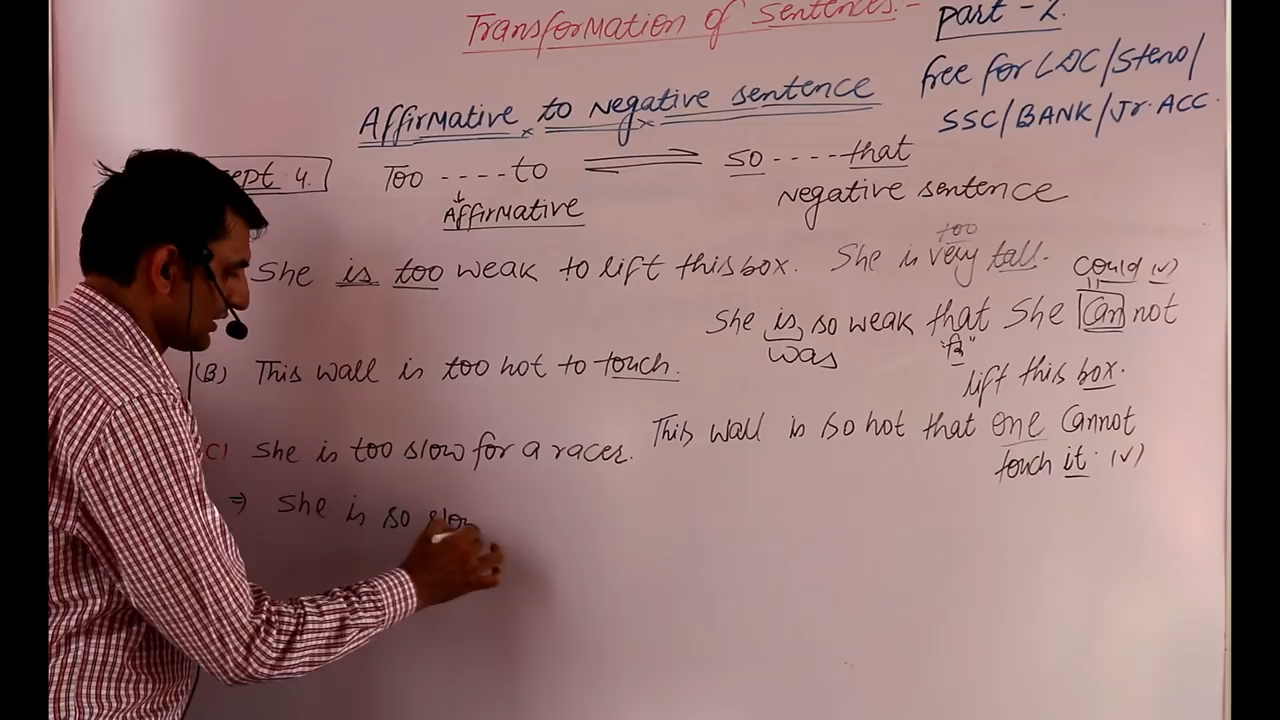 Transformation of Sentences:-
part - 2.
free for LDC/Steno/
SSC/BANK/Jr. ACC.
Affirmative to Negative sentence
cept 4.
Too ----to
so ----that
Affirmative
Negative sentence
She is too weak to lift this box.
too
She is very tall.
could (v)
She is so weak that She can not
was
lift this box.
(B) This wall is too hot to touch.
This wall is so hot that one Cannot
touch it. (v)
C) She is too slow for a racer.
⇒ She is so slow